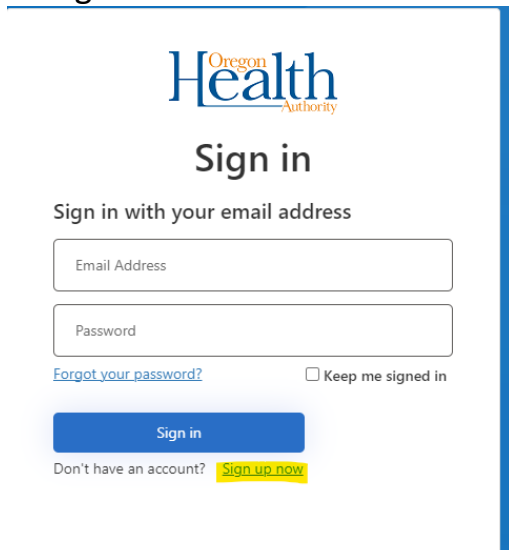 Oregon
Health
Authority
Sign in
Sign in with your email address
Email Address
Password
Forgot your password? Keep me signed in
Sign in
Don't have an account? Sign up now